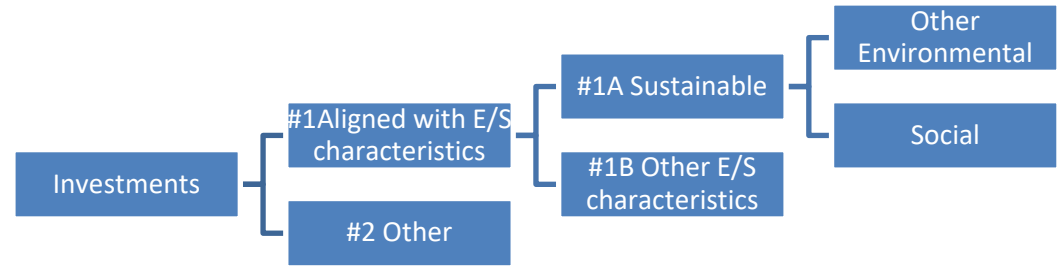 Investments
#1Aligned with E/S
characteristics
#2 Other
#1A Sustainable
#1B Other E/S
characteristics
Other
Environmental
Social